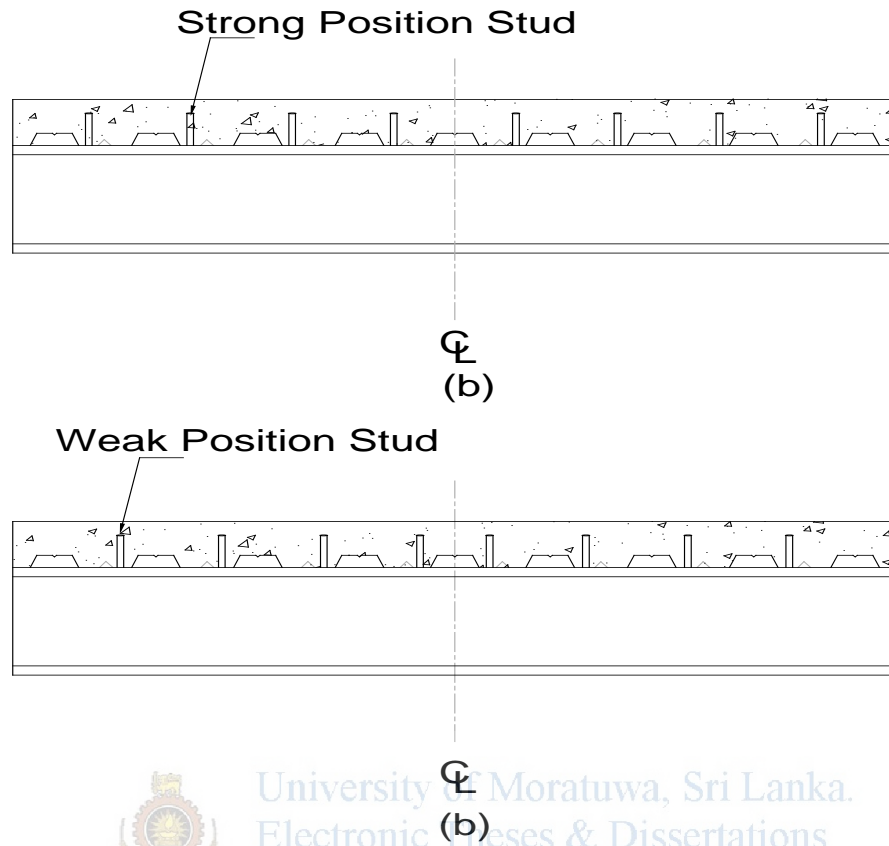 Strong Position Stud
℄
(b)
Weak Position Stud
℄
(b)
University of Moratuwa, Sri Lanka.
Electronic Theses & Dissertations